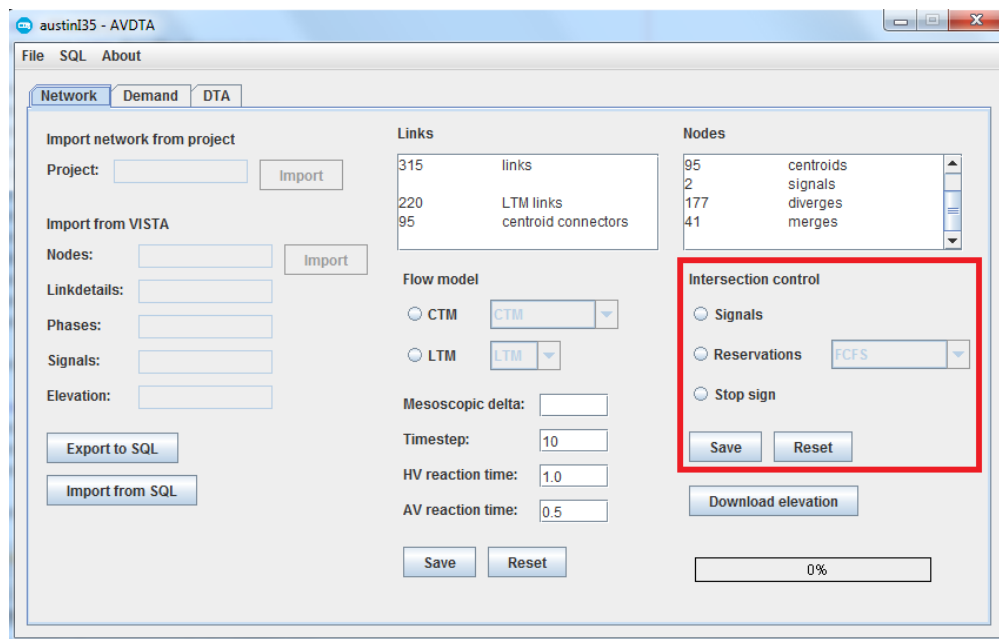 austinI35 - AVDTA
File SQL About
Network Demand DTA
Import network from project
Project: Import
Import from VISTA
Nodes: Import
Linkdetails:
Phases:
Signals:
Elevation:
Export to SQL
Import from SQL
Links
315 links
220 LTM links
95 centroid connectors
Flow model
CTM CTM
LTM LTM
Mesoscopic delta:
Timestep: 10
HV reaction time: 1.0
AV reaction time: 0.5
Save Reset
Nodes
95 centroids
2 signals
177 diverges
41 merges
Intersection control
Signals
Reservations FCFS
Stop sign
Save Reset
Download elevation
0%